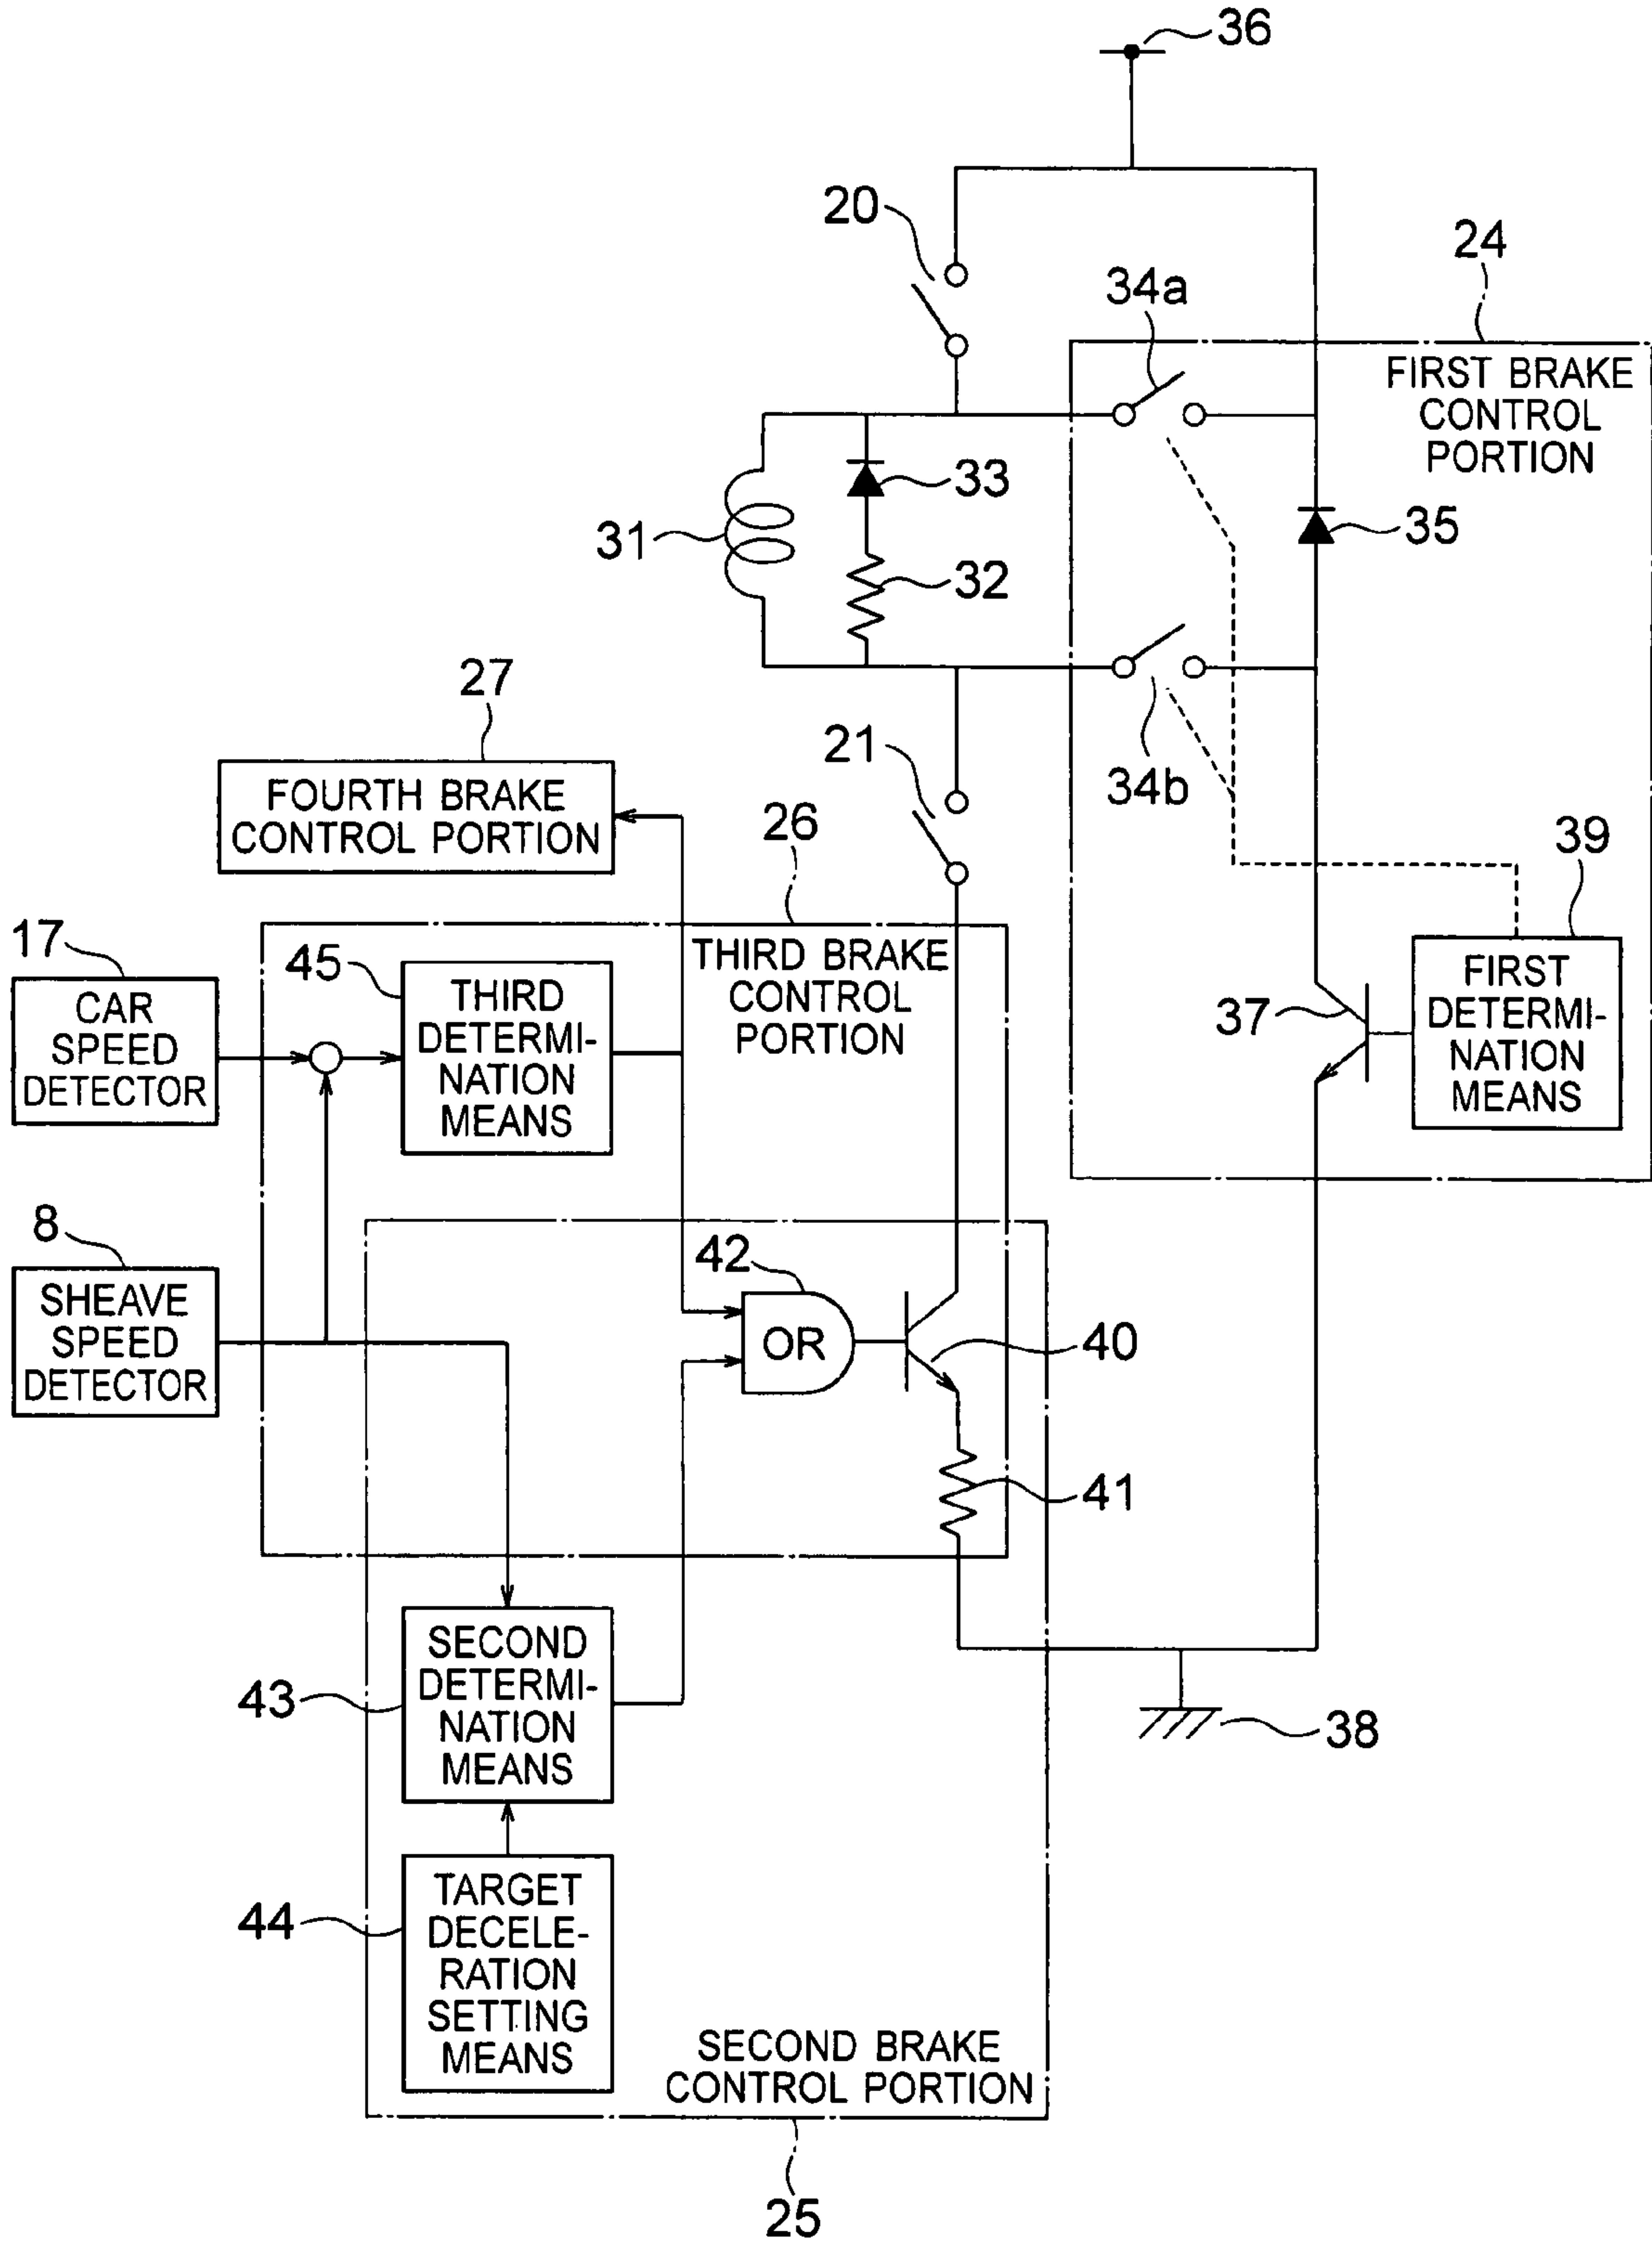 36
20
24
34a
FIRST BRAKE
CONTROL
PORTION
33
35
31
32
27
21
34b
FOURTH BRAKE
CONTROL PORTION
26
39
17
45
THIRD BRAKE
CONTROL
PORTION
CAR
SPEED
DETECTOR
THIRD
DETERMI-
NATION
MEANS
37
FIRST
DETERMI-
NATION
MEANS
8
42
SHEAVE
SPEED
DETECTOR
OR
40
41
43
SECOND
DETERMI-
NATION
MEANS
38
44
TARGET
DECELE-
RATION
SETTING
MEANS
SECOND BRAKE
CONTROL PORTION
25